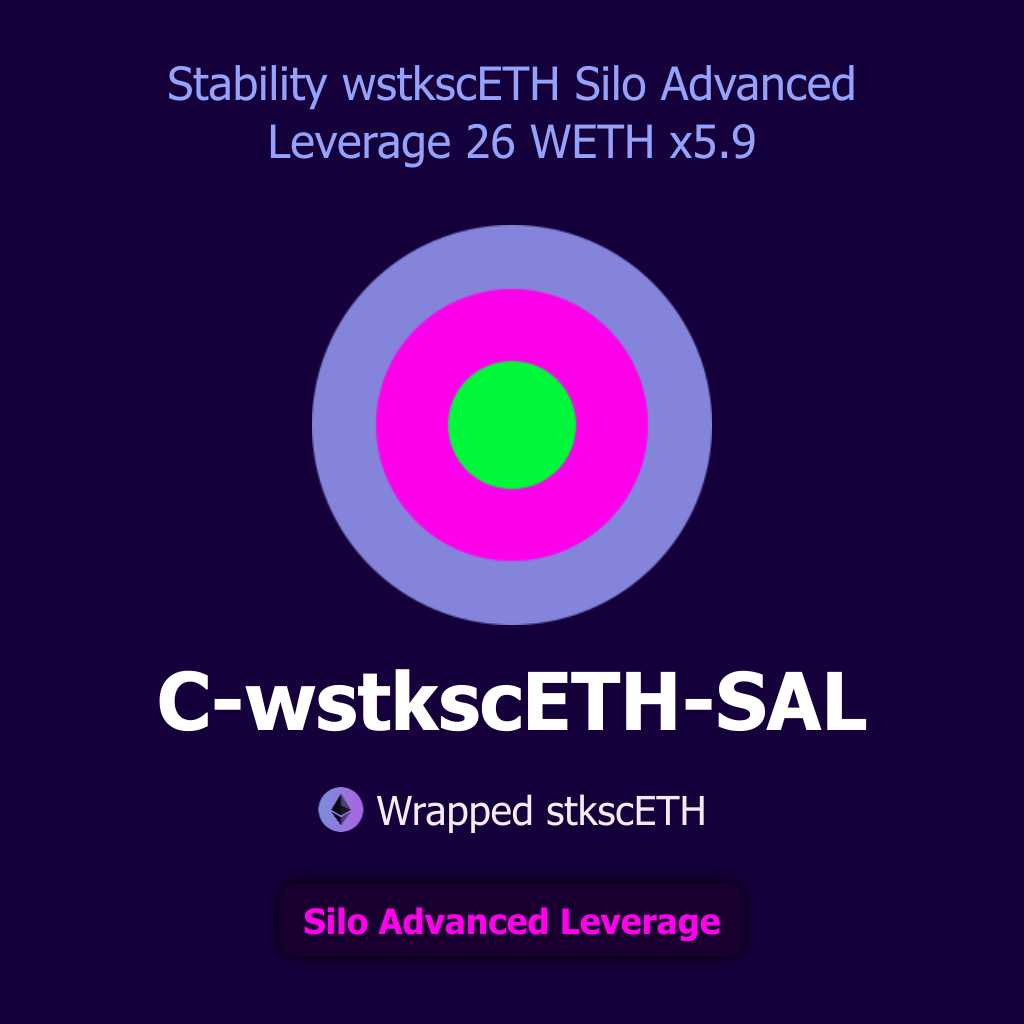 Stability wstkscETH Silo Advanced
Leverage 26 WETH x5.9
C-wstkscETH-SAL
Wrapped stkscETH
Silo Advanced Leverage